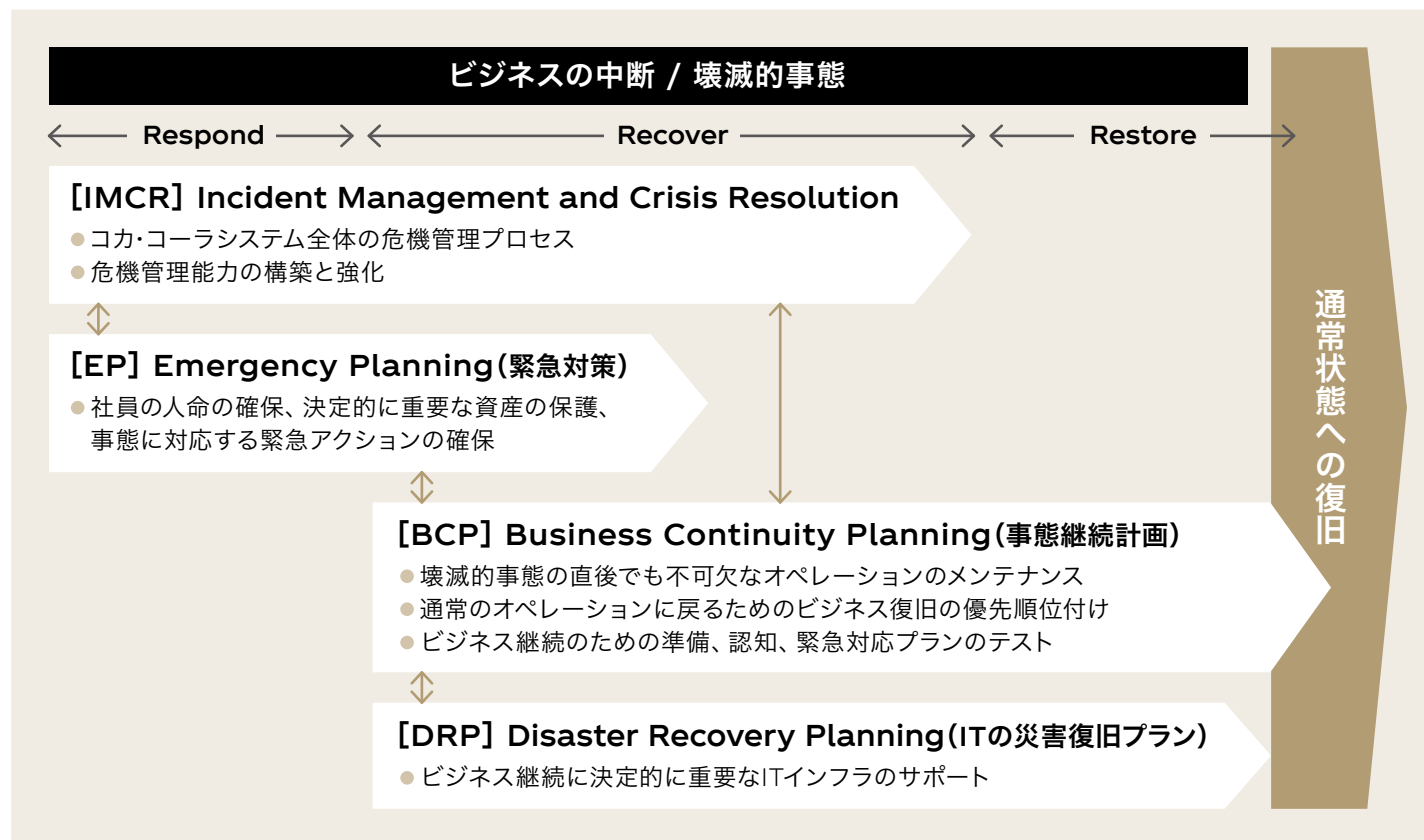 ビジネスの中断 / 壊滅的事態
Respond
Recover
Restore
[IMCR] Incident Management and Crisis Resolution
●コカ・コーラシステム全体の危機管理プロセス
●危機管理能力の構築と強化
[EP] Emergency Planning(緊急対策)
●社員の人命の確保、決定的に重要な資産の保護、
事態に対応する緊急アクションの確保
[BCP] Business Continuity Planning(事態継続計画)
●壊滅的事態の直後でも不可欠なオペレーションのメンテナンス
●通常のオペレーションに戻るためのビジネス復旧の優先順位付け
●ビジネス継続のための準備、認知、緊急対応プランのテスト
[DRP] Disaster Recovery Planning(ITの災害復旧プラン)
●ビジネス継続に決定的に重要なITインフラのサポート
通常状態への復旧